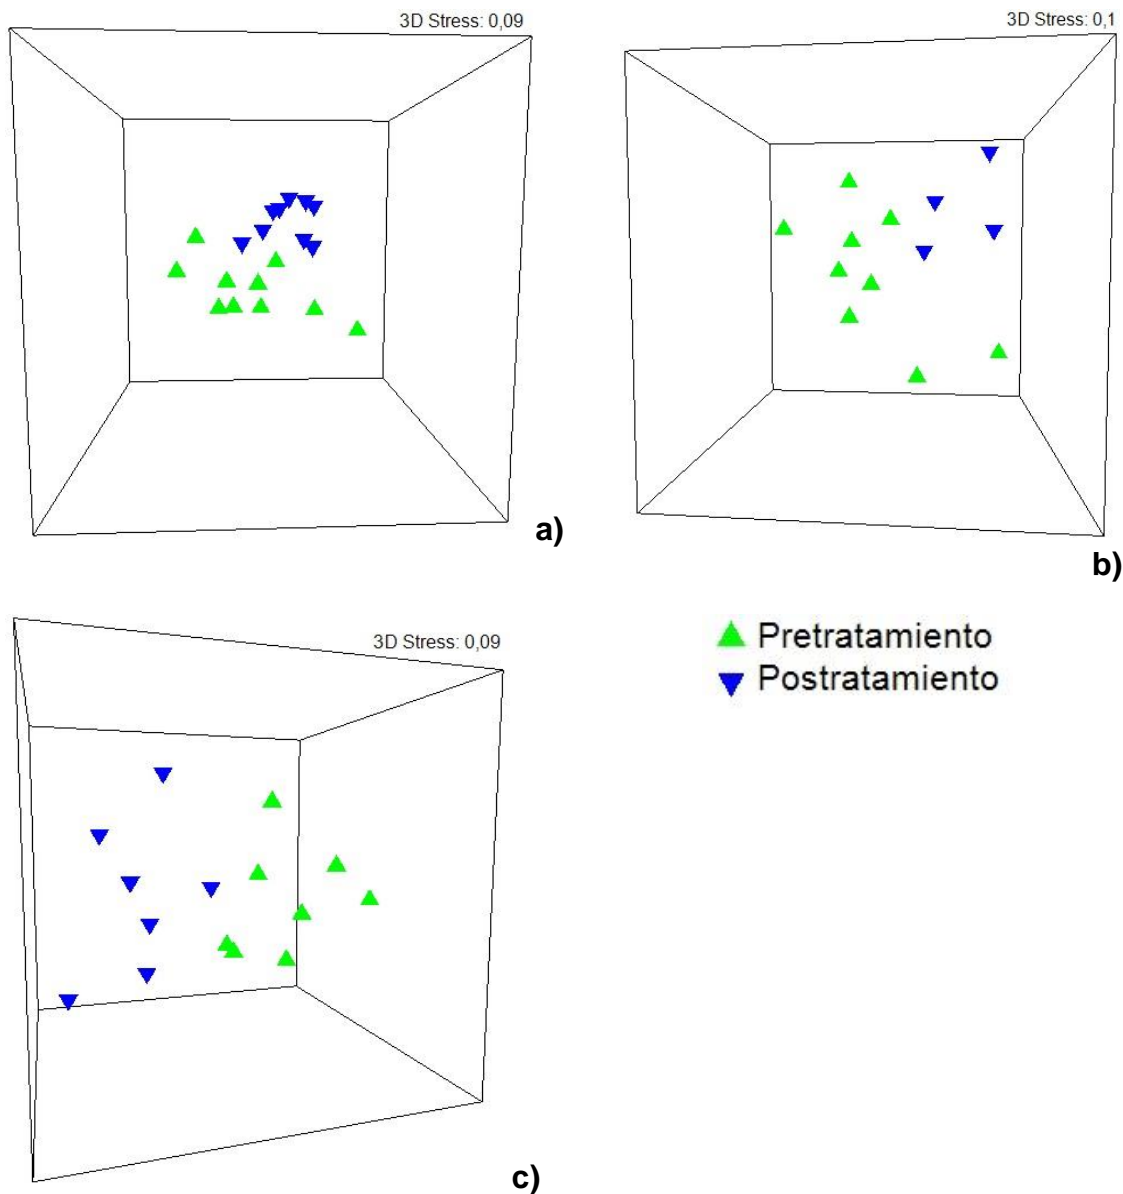 3D Stress: 0,09
3D Stress: 0,1
a)
b)
3D Stress: 0,09
Pretratamiento
Postratamiento
c)